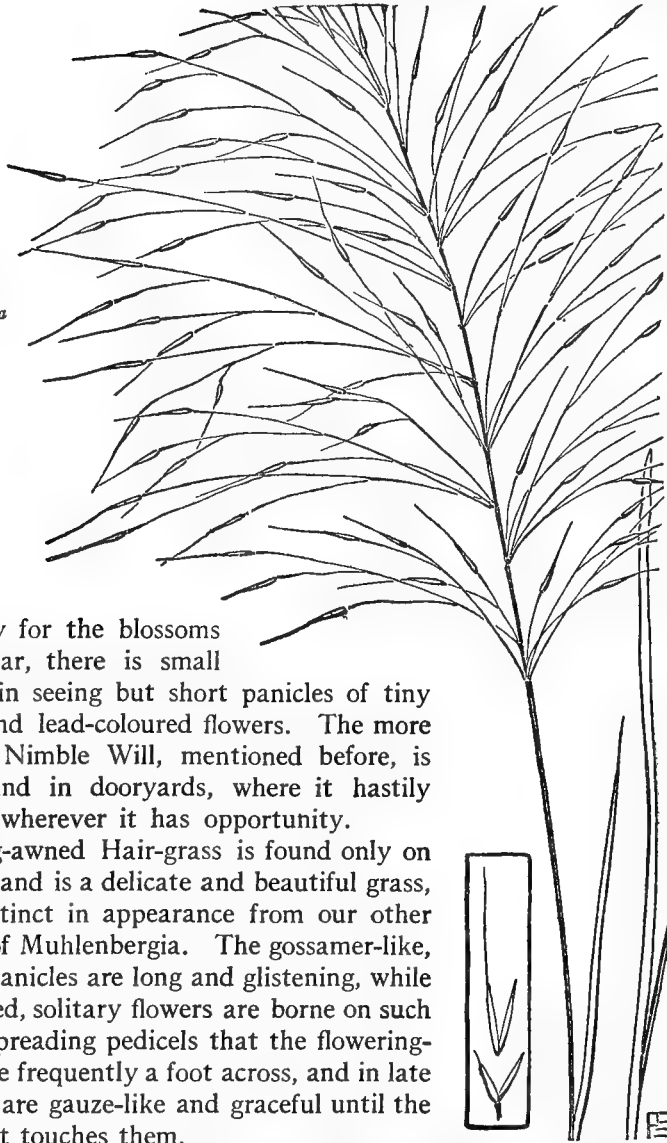 a
y for the blossoms
ar, there is small
in seeing but short panicles of tiny
nd lead-coloured flowers. The more
Nimble Will, mentioned before, is
und in dooryards, where it hastily
wherever it has opportunity.
g-awned Hair-grass is found only on
and is a delicate and beautiful grass,
tinct in appearance from our other
of Muhlenbergia. The gossamer-like,
anicles are long and glistening, while
ed, solitary flowers are borne on such
preading pedicels that the flowering-
e frequently a foot across, and in late
are gauze-like and graceful until the
t touches them.